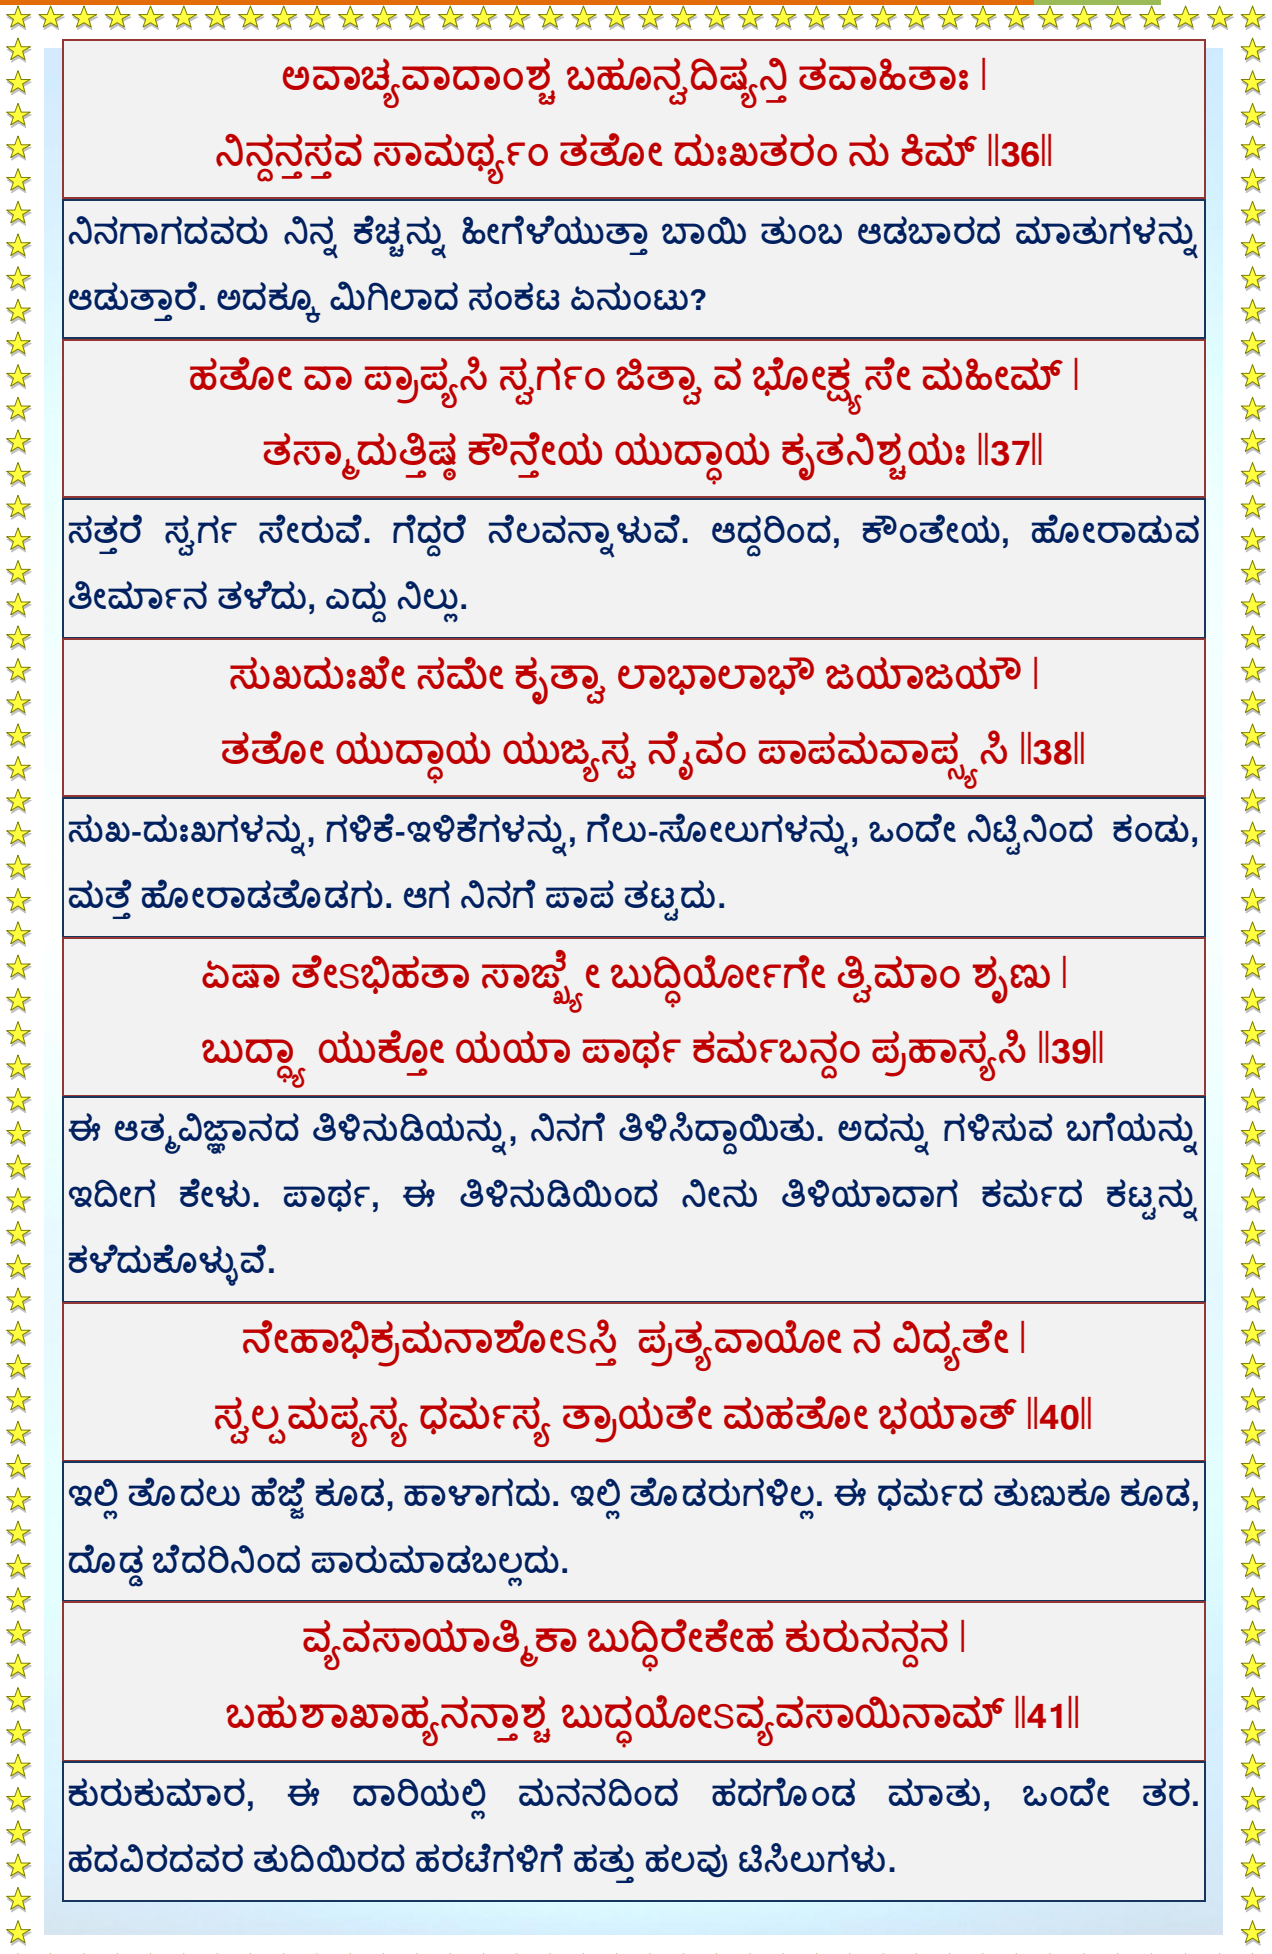 ಅವಾಚ್ಯವಾದಾಂಶ್ಚ ಬಹೂನ್ವದಿಷ್ಯನ್ತಿ ತವಾಹಿತಾಃ |
ನಿನ್ದನ್ತಸ್ತವ ಸಾಮರ್ಥ್ಯಂ ತತೋ ದುಃಖತರಂ ನು ಕಿಮ್ ||36||
ನಿನಗಾಗದವರು ನಿನ್ನ ಕೆಚ್ಚನ್ನು ಹೀಗೆಳೆಯುತ್ತಾ ಬಾಯಿ ತುಂಬ ಆಡಬಾರದ ಮಾತುಗಳನ್ನು
ಆಡುತ್ತಾರೆ. ಅದಕ್ಕೂ ಮಿಗಿಲಾದ ಸಂಕಟ ಏನುಂಟು?
ಹತೋ ವಾ ಪ್ರಾಪ್ಯಸಿ ಸ್ವರ್ಗಂ ಜಿತ್ವಾ ವ ಭೋಕ್ಷ್ಯಸೇ ಮಹೀಮ್ |
ತಸ್ಮಾದುತ್ತಿಷ್ಠ ಕೌನ್ತೇಯ ಯುದ್ಧಾಯ ಕೃತನಿಶ್ಚಯಃ ||37||
ಸತ್ತರೆ ಸ್ವರ್ಗ ಸೇರುವೆ. ಗೆದ್ದರೆ ನೆಲವನ್ನಾಳುವೆ. ಆದ್ದರಿಂದ, ಕೌಂತೇಯ, ಹೋರಾಡುವ
ತೀರ್ಮಾನ ತಳೆದು, ಎದ್ದು ನಿಲ್ಲು.
ಸುಖದುಃಖೇ ಸಮೇ ಕೃತ್ವಾ ಲಾಭಾಲಾಭೌ ಜಯಾಜಯೌ |
ತತೋ ಯುದ್ಧಾಯ ಯುಜ್ಯಸ್ವ ನೈವಂ ಪಾಪಮವಾಪ್ಸ್ಯಸಿ ||38||
ಸುಖ-ದುಃಖಗಳನ್ನು, ಗಳಿಕೆ-ಇಳಿಕೆಗಳನ್ನು, ಗೆಲು-ಸೋಲುಗಳನ್ನು, ಒಂದೇ ನಿಟ್ಟಿನಿಂದ ಕಂಡು,
ಮತ್ತೆ ಹೋರಾಡತೊಡಗು. ಆಗ ನಿನಗೆ ಪಾಪ ತಟ್ಟದು.
ಏಷಾ ತೇSಭಿಹತಾ ಸಾಙ್ಖ್ಯೇ ಬುದ್ಧಿರ್ಯೋಗೇ ತ್ವಿಮಾಂ ಶೃಣು |
ಬುದ್ಧ್ಯಾ ಯುಕ್ತೋ ಯಯಾ ಪಾರ್ಥ ಕರ್ಮಬನ್ದಂ ಪ್ರಹಾಸ್ಯಸಿ ||39||
ಈ ಆತ್ಮವಿಜ್ಞಾನದ ತಿಳಿನುಡಿಯನ್ನು, ನಿನಗೆ ತಿಳಿಸಿದ್ದಾಯಿತು. ಅದನ್ನು ಗಳಿಸುವ ಬಗೆಯನ್ನು
ಇದೀಗ ಕೇಳು. ಪಾರ್ಥ, ಈ ತಿಳಿನುಡಿಯಿಂದ ನೀನು ತಿಳಿಯಾದಾಗ ಕರ್ಮದ ಕಟ್ಟನ್ನು
ಕಳೆದುಕೊಳ್ಳುವೆ.
ನೇಹಾಭಿಕ್ರಮನಾಶೋSಸ್ತಿ ಪ್ರತ್ಯವಾಯೋ ನ ವಿದ್ಯತೇ |
ಸ್ವಲ್ಪಮಪ್ಯಸ್ಯ ಧರ್ಮಸ್ಯ ತ್ರಾಯತೇ ಮಹತೋ ಭಯಾತ್ ||40||
ಇಲ್ಲಿ ತೊದಲು ಹೆಜ್ಜೆ ಕೂಡ, ಹಾಳಾಗದು. ಇಲ್ಲಿ ತೊಡರುಗಳಿಲ್ಲ. ಈ ಧರ್ಮದ ತುಣುಕೂ ಕೂಡ,
ದೊಡ್ಡ ಬೆದರಿನಿಂದ ಪಾರುಮಾಡಬಲ್ಲದು.
ವ್ಯವಸಾಯಾತ್ಮಿಕಾ ಬುದ್ಧಿರೇಕೇಹ ಕುರುನನ್ದನ |
ಬಹುಶಾಖಾಹ್ಯನನ್ತಾಶ್ಚ ಬುದ್ಧಯೋSವ್ಯವಸಾಯಿನಾಮ್ ||41||
ಕುರುಕುಮಾರ, ಈ ದಾರಿಯಲ್ಲಿ ಮನನದಿಂದ ಹದಗೊಂಡ ಮಾತು, ಒಂದೇ ತರ.
ಹದವಿರದವರ ತುದಿಯಿರದ ಹರಟೆಗಳಿಗೆ ಹತ್ತು ಹಲವು ಟಿಸಿಲುಗಳು.